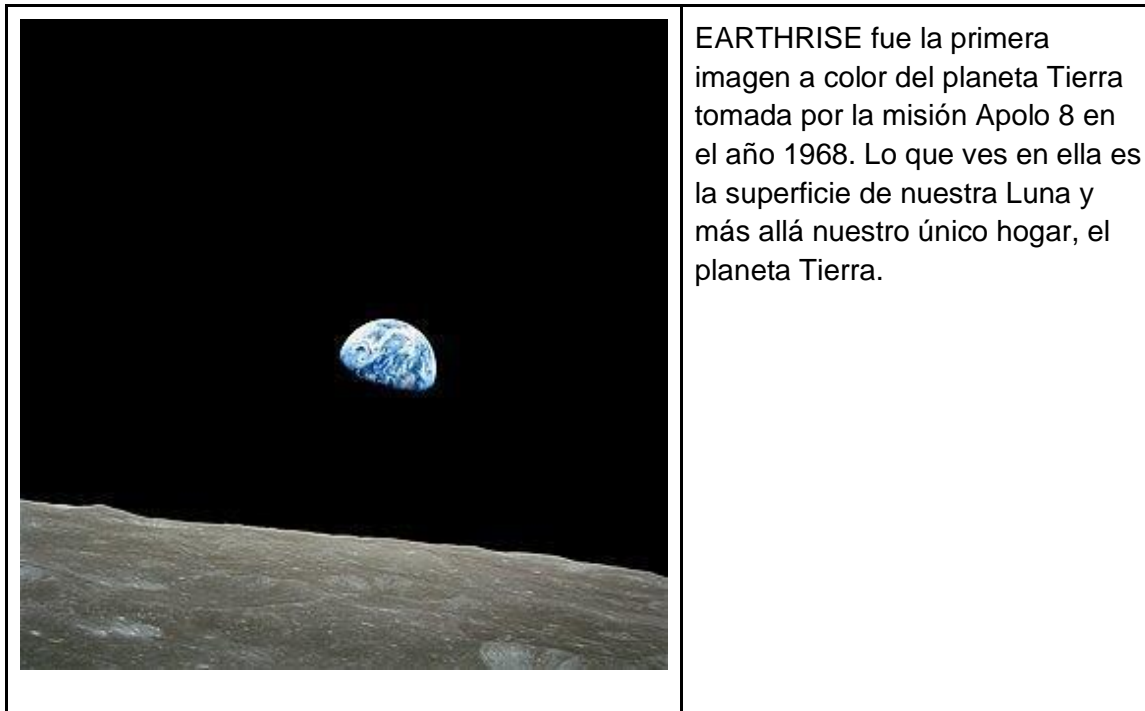 EARTHRISE fue la primera
imagen a color del planeta Tierra
tomada por la misión Apolo 8 en
el año 1968. Lo que ves en ella es
la superficie de nuestra Luna y
más allá nuestro único hogar, el
planeta Tierra.